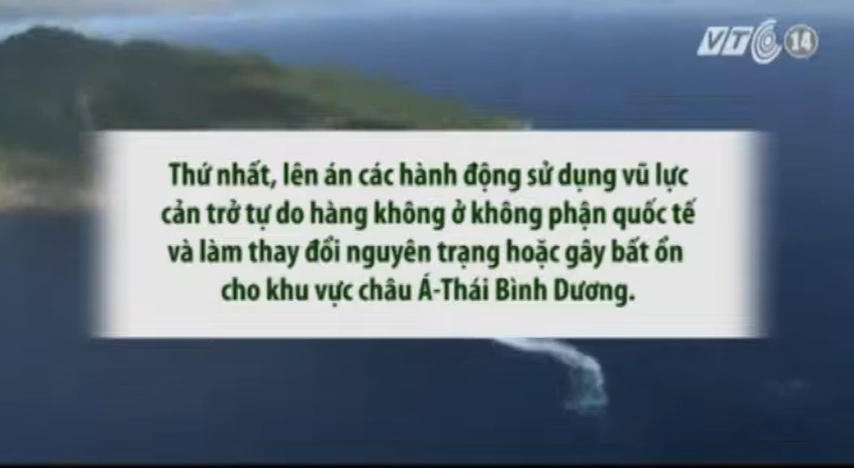 VTC 14
Thứ nhất, lên án các hành động sử dụng vũ lực
cản trở tự do hàng không ở không phận quốc tế
và làm thay đổi nguyên trạng hoặc gây bất ổn
cho khu vực châu Á-Thái Bình Dương.